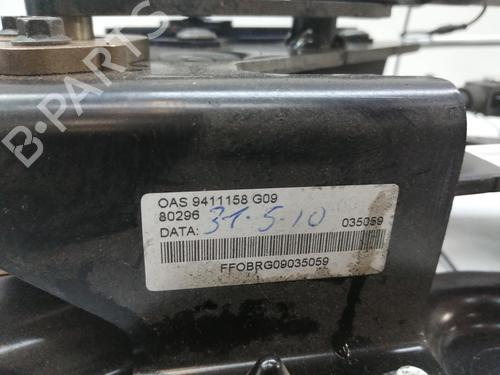 B-PARTS
OAS 9411158 G09
80296
DATA: 31.5.10 035059
FFOBRG09035059